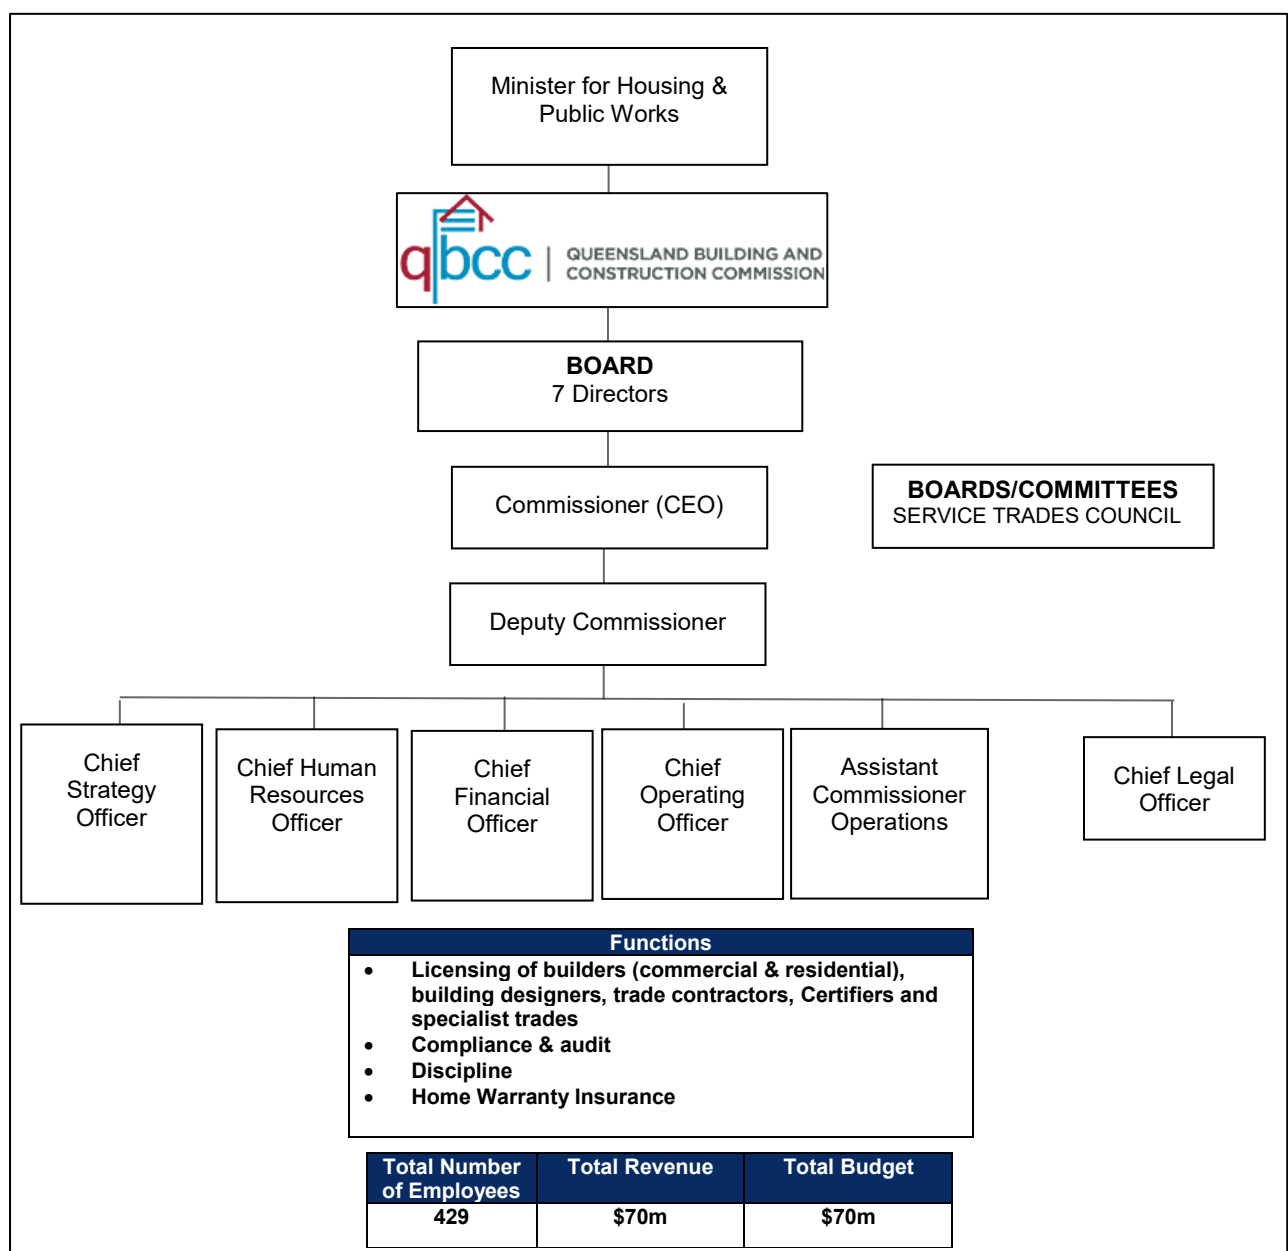 Minister for Housing &
Public Works
qbcc | QUEENSLAND BUILDING AND
CONSTRUCTION COMMISSION
BOARD
7 Directors
Commissioner (CEO)
BOARDS/COMMITTEES
SERVICE TRADES COUNCIL
Deputy Commissioner
Chief
Strategy
Officer
Chief Human
Resources
Officer
Chief
Financial
Officer
Chief
Operating
Officer
Assistant
Commissioner
Operations
Chief Legal
Officer
Functions
• Licensing of builders (commercial & residential),
building designers, trade contractors, Certifiers and
specialist trades
• Compliance & audit
• Discipline
• Home Warranty Insurance
Total Number
of Employees
Total Revenue
Total Budget
429
$70m
$70m